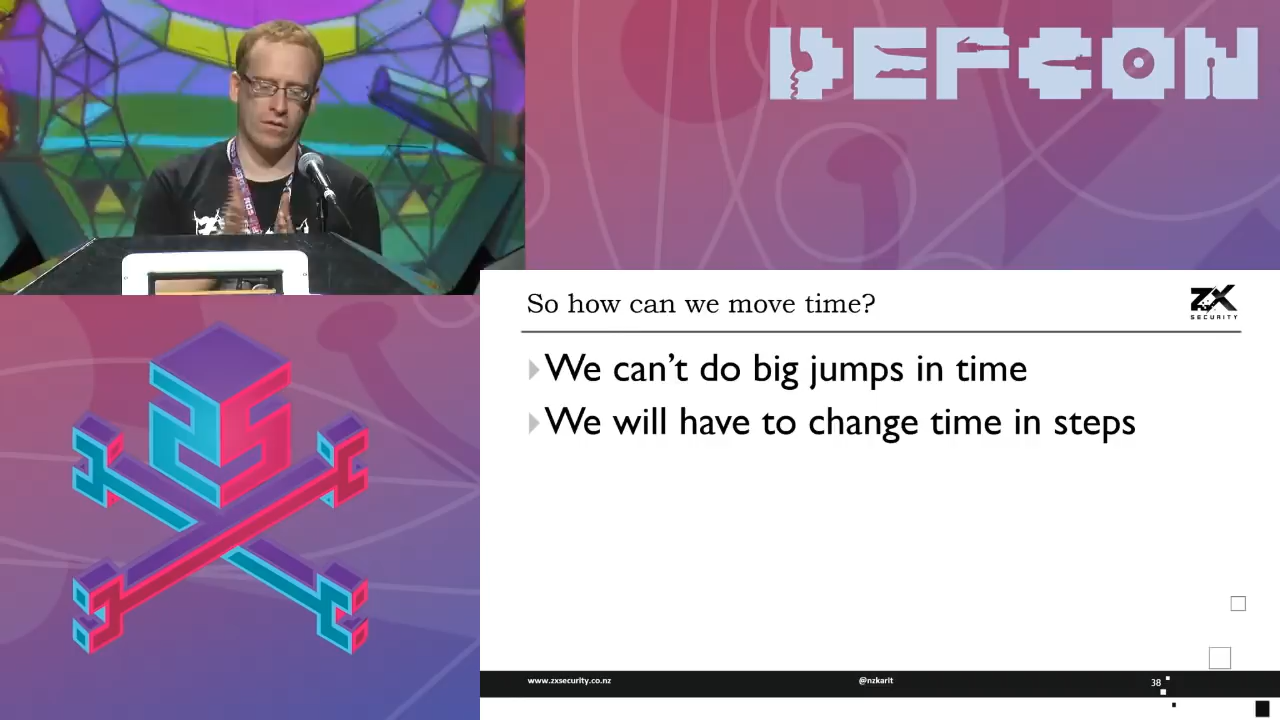 DEFCON
So how can we move time?
ZX
SECURITY
We can't do big jumps in time
We will have to change time in steps
www.zxsecurity.co.nz
@nzkarit
38